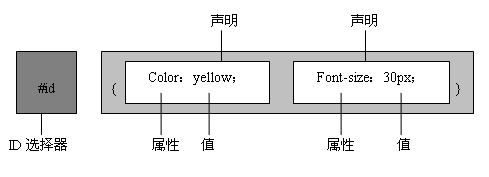 声明 声明
#id { Color：yellow； Font-size：30px； }
ID 选择器 属性 值 属性 值